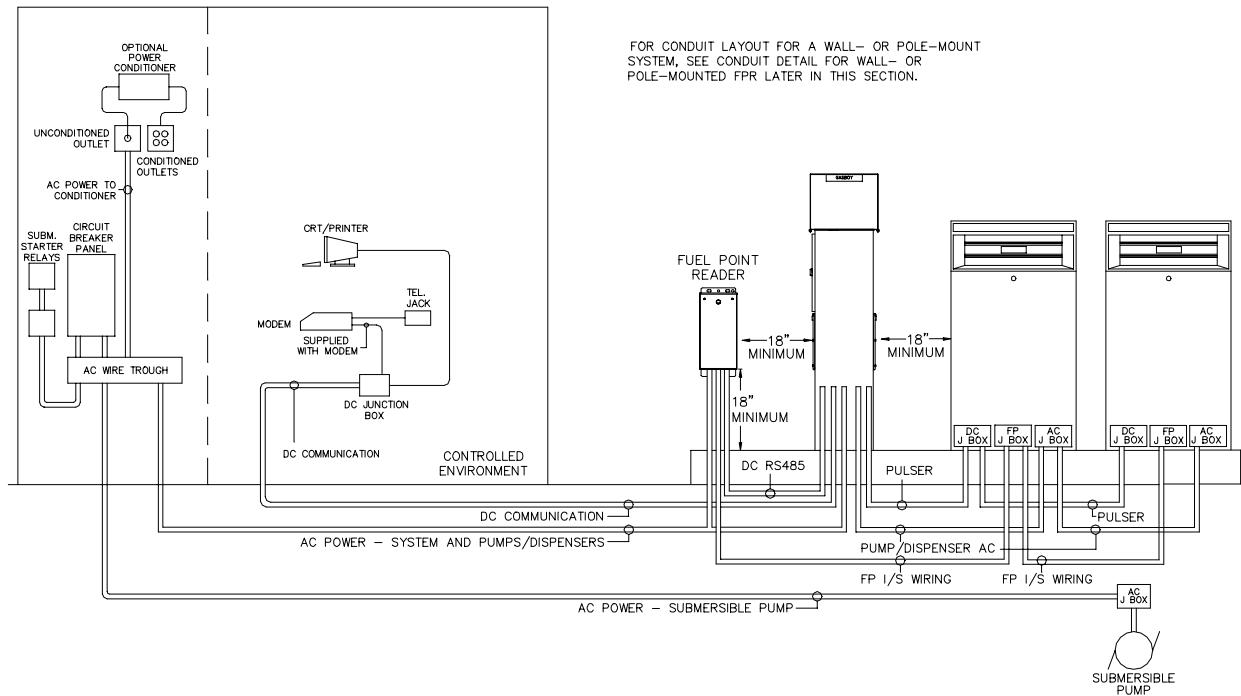 OPTIONAL
POWER
CONDITIONER
FOR CONDUIT LAYOUT FOR A WALL– OR POLE–MOUNT
SYSTEM, SEE CONDUIT DETAIL FOR WALL– OR
POLE–MOUNTED FPR LATER IN THIS SECTION.
UNCONDITIONED
OUTLET
CONDITIONED
OUTLETS
AC POWER TO
CONDITIONER
SUBM.
STARTER
RELAYS
CIRCUIT
BREAKER
PANEL
AC WIRE TROUGH
CRT/PRINTER
TEL.
JACK
MODEM
SUPPLIED
WITH MODEM
DC JUNCTION
BOX
DC COMMUNICATION
CONTROLLED
ENVIRONMENT
GASBOY
FUEL POINT
READER
18"
MINIMUM
18"
MINIMUM
18"
MINIMUM
DC
J BOX
FP
J BOX
AC
J BOX
DC
J BOX
FP
J BOX
AC
J BOX
DC RS485
PULSER
DC COMMUNICATION
PULSER
AC POWER – SYSTEM AND PUMPS/DISPENSERS
PUMP/DISPENSER AC
FP I/S WIRING
FP I/S WIRING
AC POWER – SUBMERSIBLE PUMP
AC
J BOX
SUBMERSIBLE
PUMP